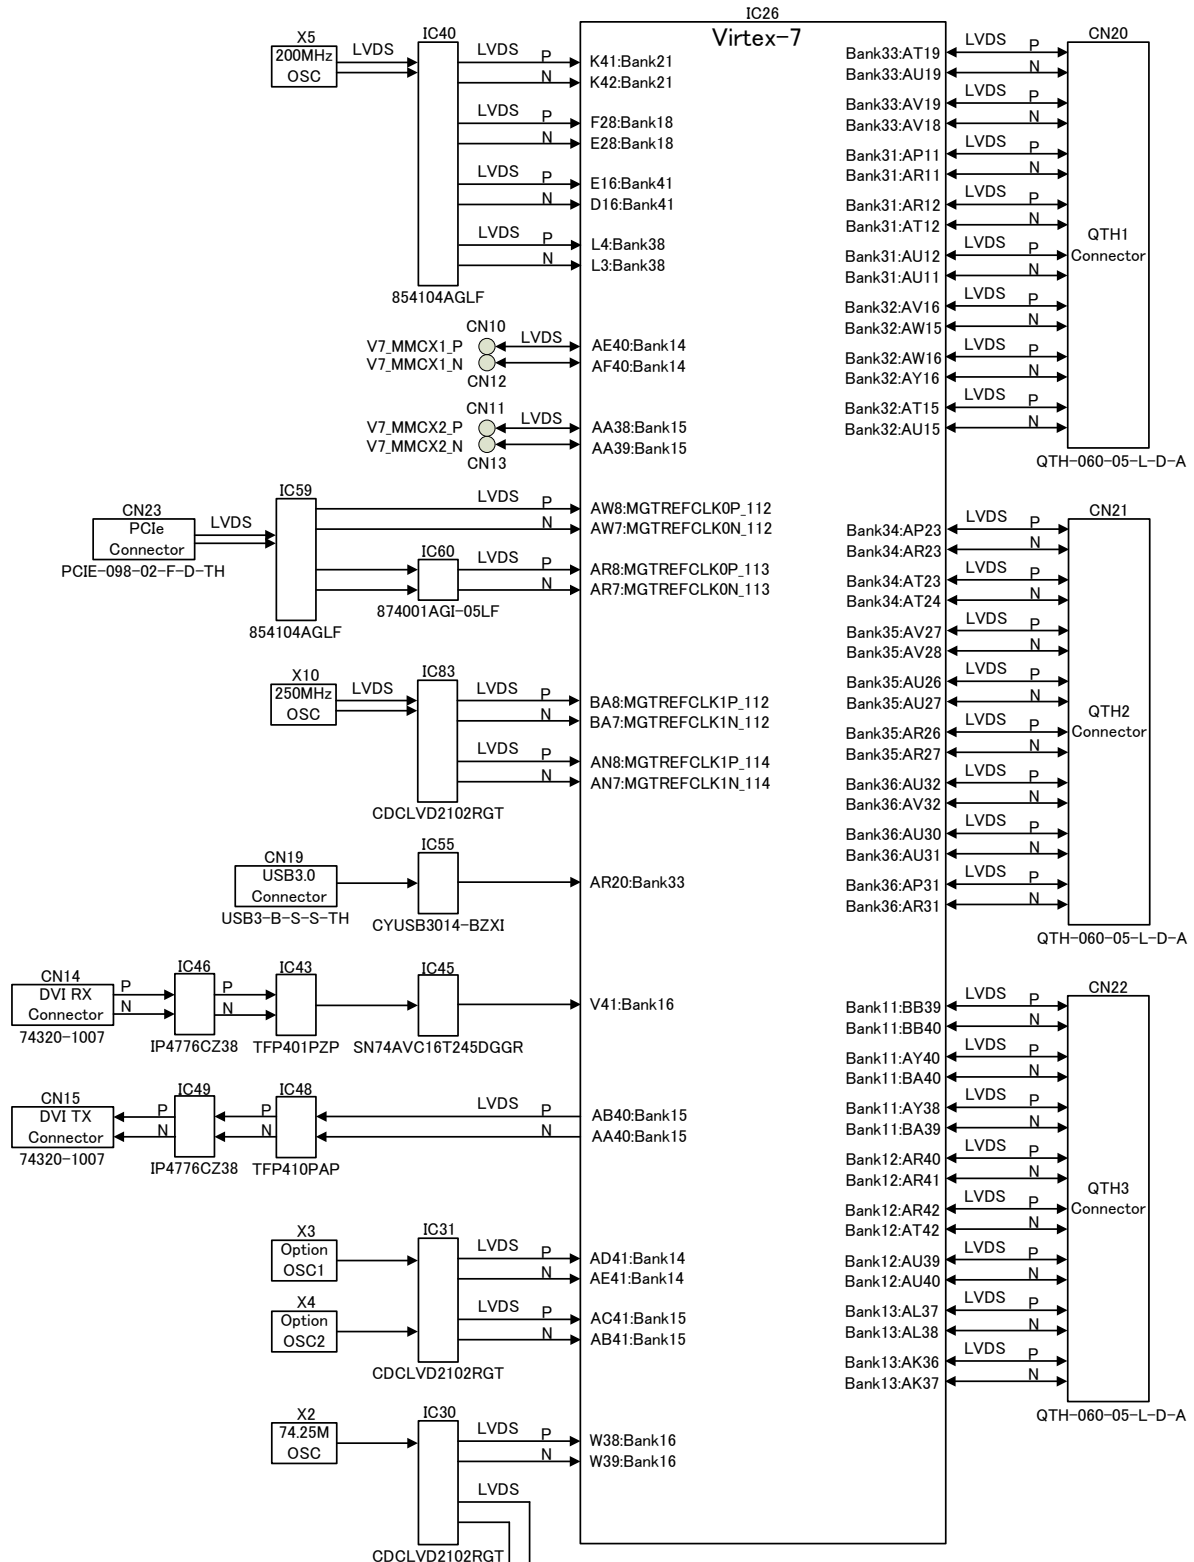 IC26
Virtex-7
X5
200MHz
OSC
LVDS
IC40
LVDS P
N
K41:Bank21
K42:Bank21
LVDS P
N
F28:Bank18
E28:Bank18
LVDS P
N
E16:Bank41
D16:Bank41
LVDS P
N
L4:Bank38
L3:Bank38
854104AGLF
CN10
V7_MMCX1_P
LVDS
AE40:Bank14
V7_MMCX1_N
AF40:Bank14
CN12
CN11
V7_MMCX2_P
LVDS
AA38:Bank15
V7_MMCX2_N
AA39:Bank15
CN13
CN23
PCIe
Connector
PCIE-098-02-F-D-TH
LVDS
IC59
LVDS P
N
AW8:MGTREFCLK0P_112
AW7:MGTREFCLK0N_112
IC60
LVDS P
N
AR8:MGTREFCLK0P_113
AR7:MGTREFCLK0N_113
874001AGI-05LF
854104AGLF
X10
250MHz
OSC
LVDS
IC83
LVDS P
N
BA8:MGTREFCLK1P_112
BA7:MGTREFCLK1N_112
LVDS P
N
AN8:MGTREFCLK1P_114
AN7:MGTREFCLK1N_114
CDCLVD2102RGT
CN19
USB3.0
Connector
USB3-B-S-S-TH
IC55
AR20:Bank33
CYUSB3014-BZXI
CN14
DVI RX
Connector
74320-1007
P
N
IC46
IP4776CZ38
P
N
IC43
TFP401PZP
IC45
SN74AVC16T245DGGR
V41:Bank16
CN15
DVI TX
Connector
74320-1007
P
N
IC49
IP4776CZ38
P
N
IC48
TFP410PAP
LVDS P
N
AB40:Bank15
AA40:Bank15
X3
Option
OSC1
X4
Option
OSC2
IC31
LVDS P
N
AD41:Bank14
AE41:Bank14
LVDS P
N
AC41:Bank15
AB41:Bank15
CDCLVD2102RGT
X2
74.25M
OSC
IC30
LVDS P
N
W38:Bank16
W39:Bank16
LVDS
CDCLVD2102RGT
CN20
Bank33:AT19 LVDS P
Bank33:AU19 N
Bank33:AV19 LVDS P
Bank33:AV18 N
Bank31:AP11 LVDS P
Bank31:AR11 N
Bank31:AR12 LVDS P
Bank31:AT12 N
Bank31:AU12 LVDS P
Bank31:AU11 N
Bank32:AV16 LVDS P
Bank32:AW15 N
Bank32:AW16 LVDS P
Bank32:AY16 N
Bank32:AT15 LVDS P
Bank32:AU15 N
QTH1
Connector
QTH-060-05-L-D-A
CN21
Bank34:AP23 LVDS P
Bank34:AR23 N
Bank34:AT23 LVDS P
Bank34:AT24 N
Bank35:AV27 LVDS P
Bank35:AV28 N
Bank35:AU26 LVDS P
Bank35:AU27 N
Bank35:AR26 LVDS P
Bank35:AR27 N
Bank36:AU32 LVDS P
Bank36:AV32 N
Bank36:AU30 LVDS P
Bank36:AU31 N
Bank36:AP31 LVDS P
Bank36:AR31 N
QTH2
Connector
QTH-060-05-L-D-A
CN22
Bank11:BB39 LVDS P
Bank11:BB40 N
Bank11:AY40 LVDS P
Bank11:BA40 N
Bank11:AY38 LVDS P
Bank11:BA39 N
Bank12:AR40 LVDS P
Bank12:AR41 N
Bank12:AR42 LVDS P
Bank12:AT42 N
Bank12:AU39 LVDS P
Bank12:AU40 N
Bank13:AL37 LVDS P
Bank13:AL38 N
Bank13:AK36 LVDS P
Bank13:AK37 N
QTH3
Connector
QTH-060-05-L-D-A